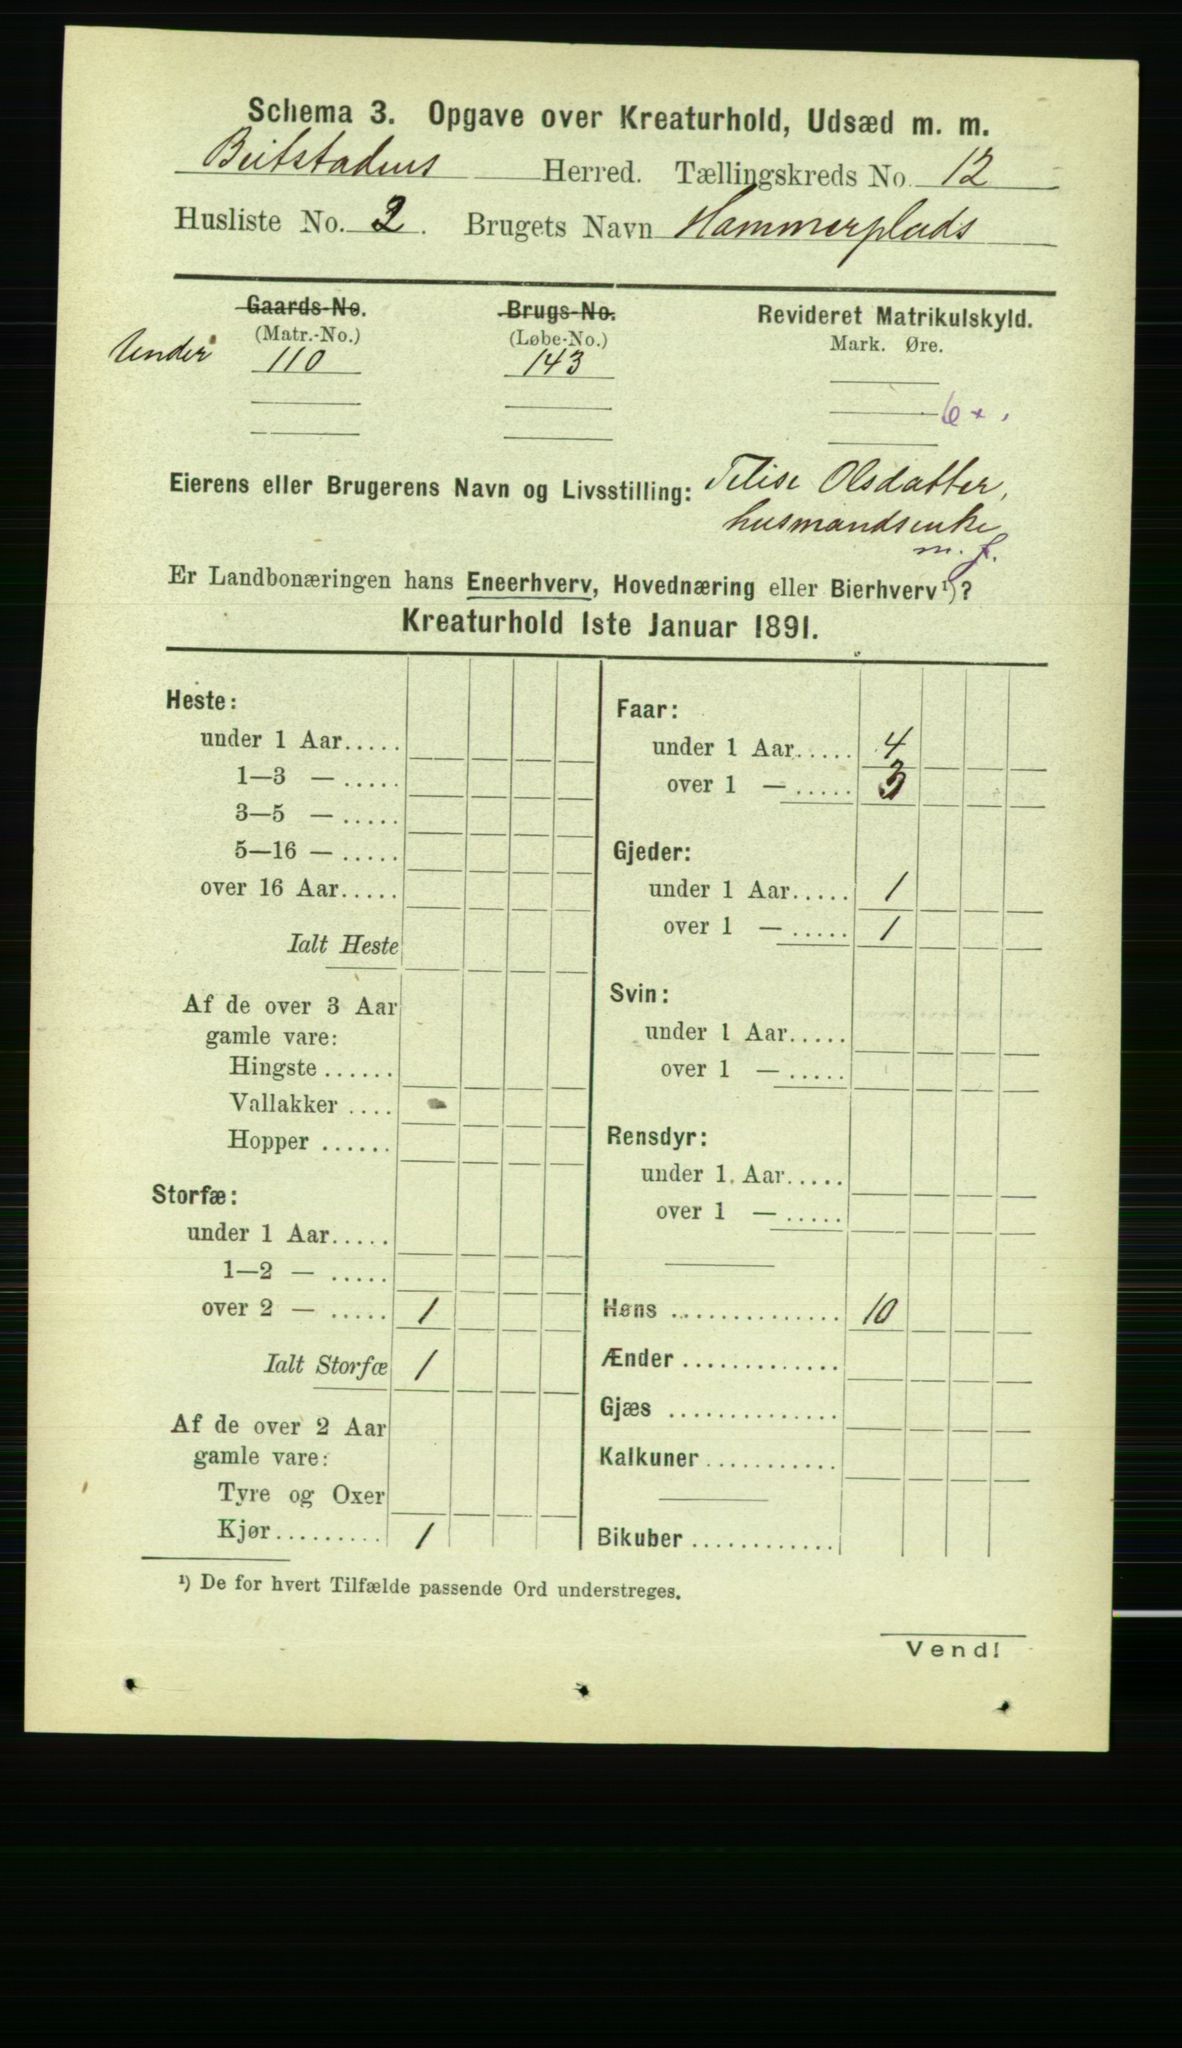 Schema 3. Opgave over Kreaturhold, Udsæd m. m.
Beitstadens Herred. Tællingskreds No. 12
Husliste No. 2. Brugets Navn Hammerplads
Gaards-No. Brugs-No. Revideret Matrikulskyld.
(Matr.-No.) (Løbe-No.) Mark. Øre.
Under 110 143
Eierens eller Brugerens Navn og Livsstilling: Olsdatter,
husmandsenke
m. f.
Er Landbonæringen hans Eneerhverv, Hovednæring eller Bierhverv¹)?
Kreaturhold 1ste Januar 1891.
Heste:
under 1 Aar.....
1—3 — .....
3—5 — .....
5—16 — .....
over 16 Aar.....
Ialt Heste
Af de over 3 Aar
gamle vare:
Hingste ......
Vallakker ....
Hopper ......
Storfæ:
under 1 Aar.....
1—2 — .....
over 2 — ..... 1
Ialt Storfæ 1
Af de over 2 Aar
gamle vare:
Tyre og Oxer
Kjør......... 1
Faar:
under 1 Aar..... 4
over 1 — ..... 3
Gjeder:
under 1 Aar..... 1
over 1 — ..... 1
Svin:
under 1 Aar.....
over 1 — .....
Rensdyr:
under 1 Aar.....
over 1 — .....
Høns .............. 10
Ænder .............
Gjæs ..............
Kalkuner ...........
Bikuber ............
¹) De for hvert Tilfælde passende Ord understreges.
Vend!